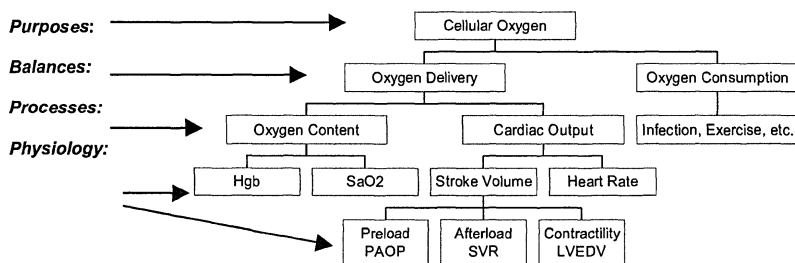 Purposes:
Cellular Oxygen
Balances:
Oxygen Delivery
Oxygen Consumption
Processes:
Oxygen Content
Cardiac Output
Infection, Exercise, etc.
Physiology:
Hgb
SaO2
Stroke Volume
Heart Rate
Preload
PAOP
Afterload
SVR
Contractility
LVEDV